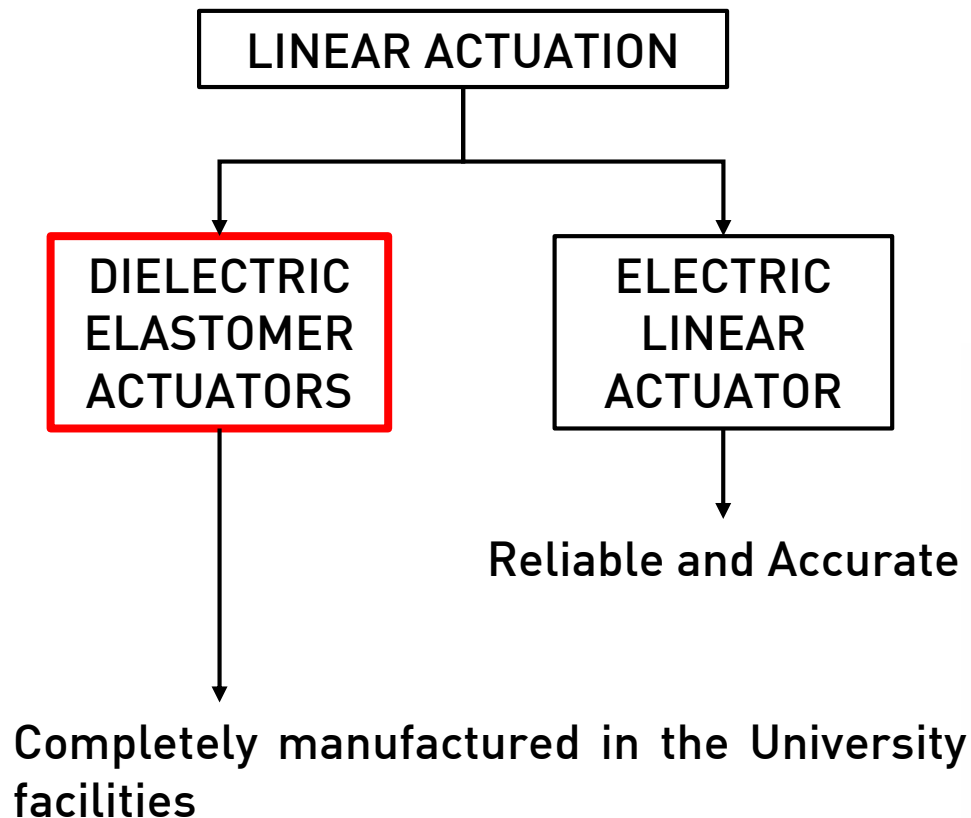 LINEAR ACTUATION
DIELECTRIC
ELASTOMER
ACTUATORS
ELECTRIC
LINEAR
ACTUATOR
Reliable and Accurate
Completely manufactured in the University
facilities